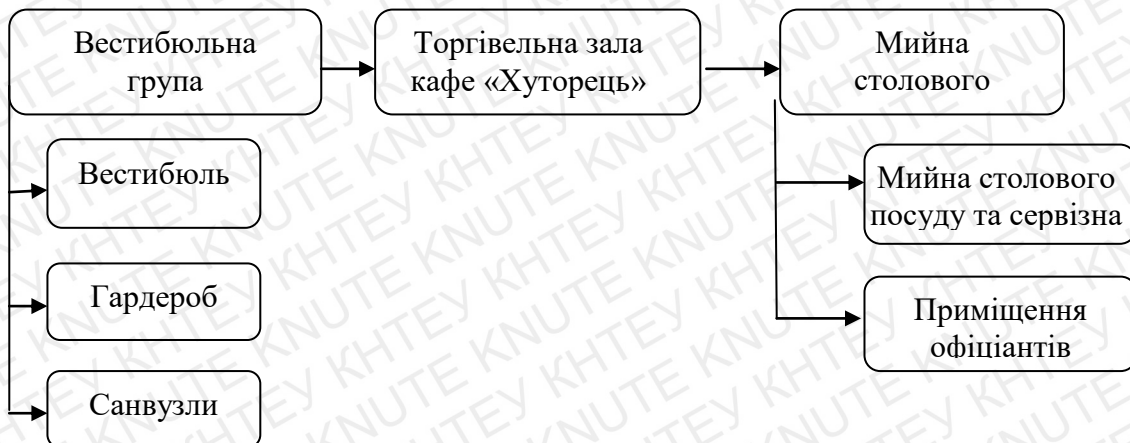 Вестибюльна
група
Торгівельна зала
кафе «Хуторець»
Мийна
столового
Вестибюль
Мийна столового
посуду та сервізна
Гардероб
Приміщення
офіціантів
Санвузли